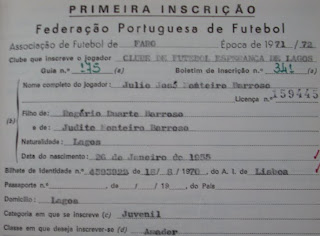 PRIMEIRA INSCRIÇÃO
Federação Portuguesa de Futebol
Associação de Futebol de FARO Época de 1971/72
Clube que inscreve o jogador CLUBE DE FUTEBOL ESPERANÇA DE LAGOS
Guia n.º 175 (a) Boletim de Inscrição n.º 341 (a)
Nome completo do jogador: Julio José Monteiro Barroso
Licença n.º 159445
(b)
Filho de: Rogério Duarte Barroso
e de: Judite Monteiro Barroso
Naturalidade: Lagos
Data do nascimento: 26 de Janeiro de 1955
Bilhete de Identidade n.º de /8/1970, do A. I. de Lisboa
Passaporte n.º , de / /19 , do País
Domicílio: Lagos
Categoria em que se inscreve (c) Juvenil
Classe em que deseja inscrever-se (d) Amador